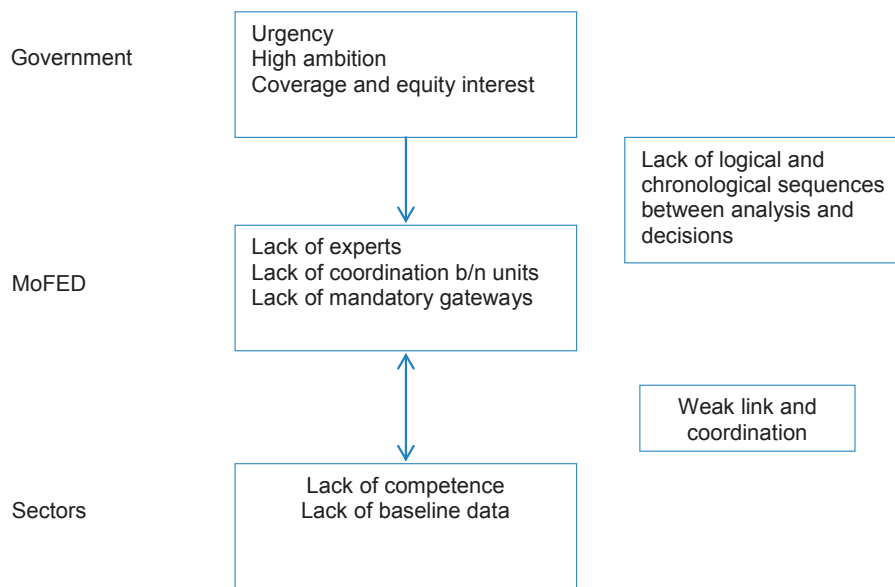 Government
Urgency
High ambition
Coverage and equity interest
Lack of logical and
chronological sequences
between analysis and
decisions
MoFED
Lack of experts
Lack of coordination b/n units
Lack of mandatory gateways
Weak link and
coordination
Sectors
Lack of competence
Lack of baseline data